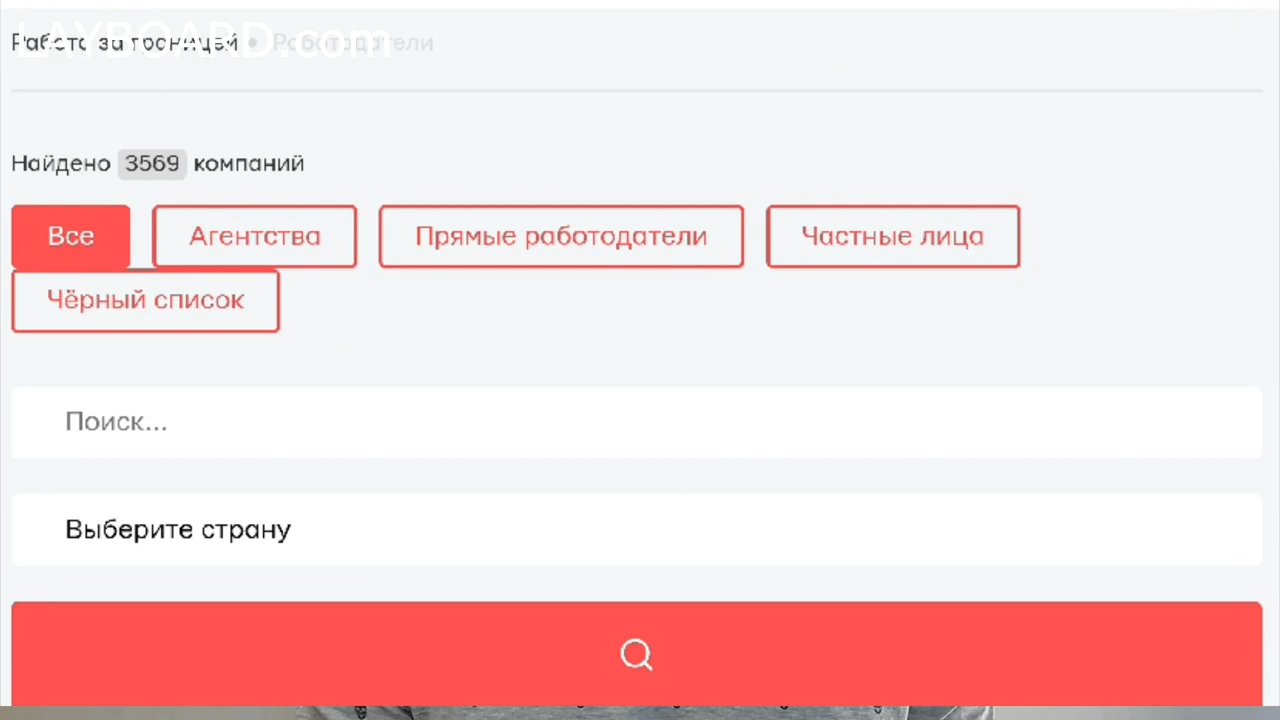 LAYBOARD.com
Работа за границей • Работодатели
Найдено 3569 компаний
Все
Агентства
Прямые работодатели
Частные лица
Чёрный список
Поиск...
Выберите страну